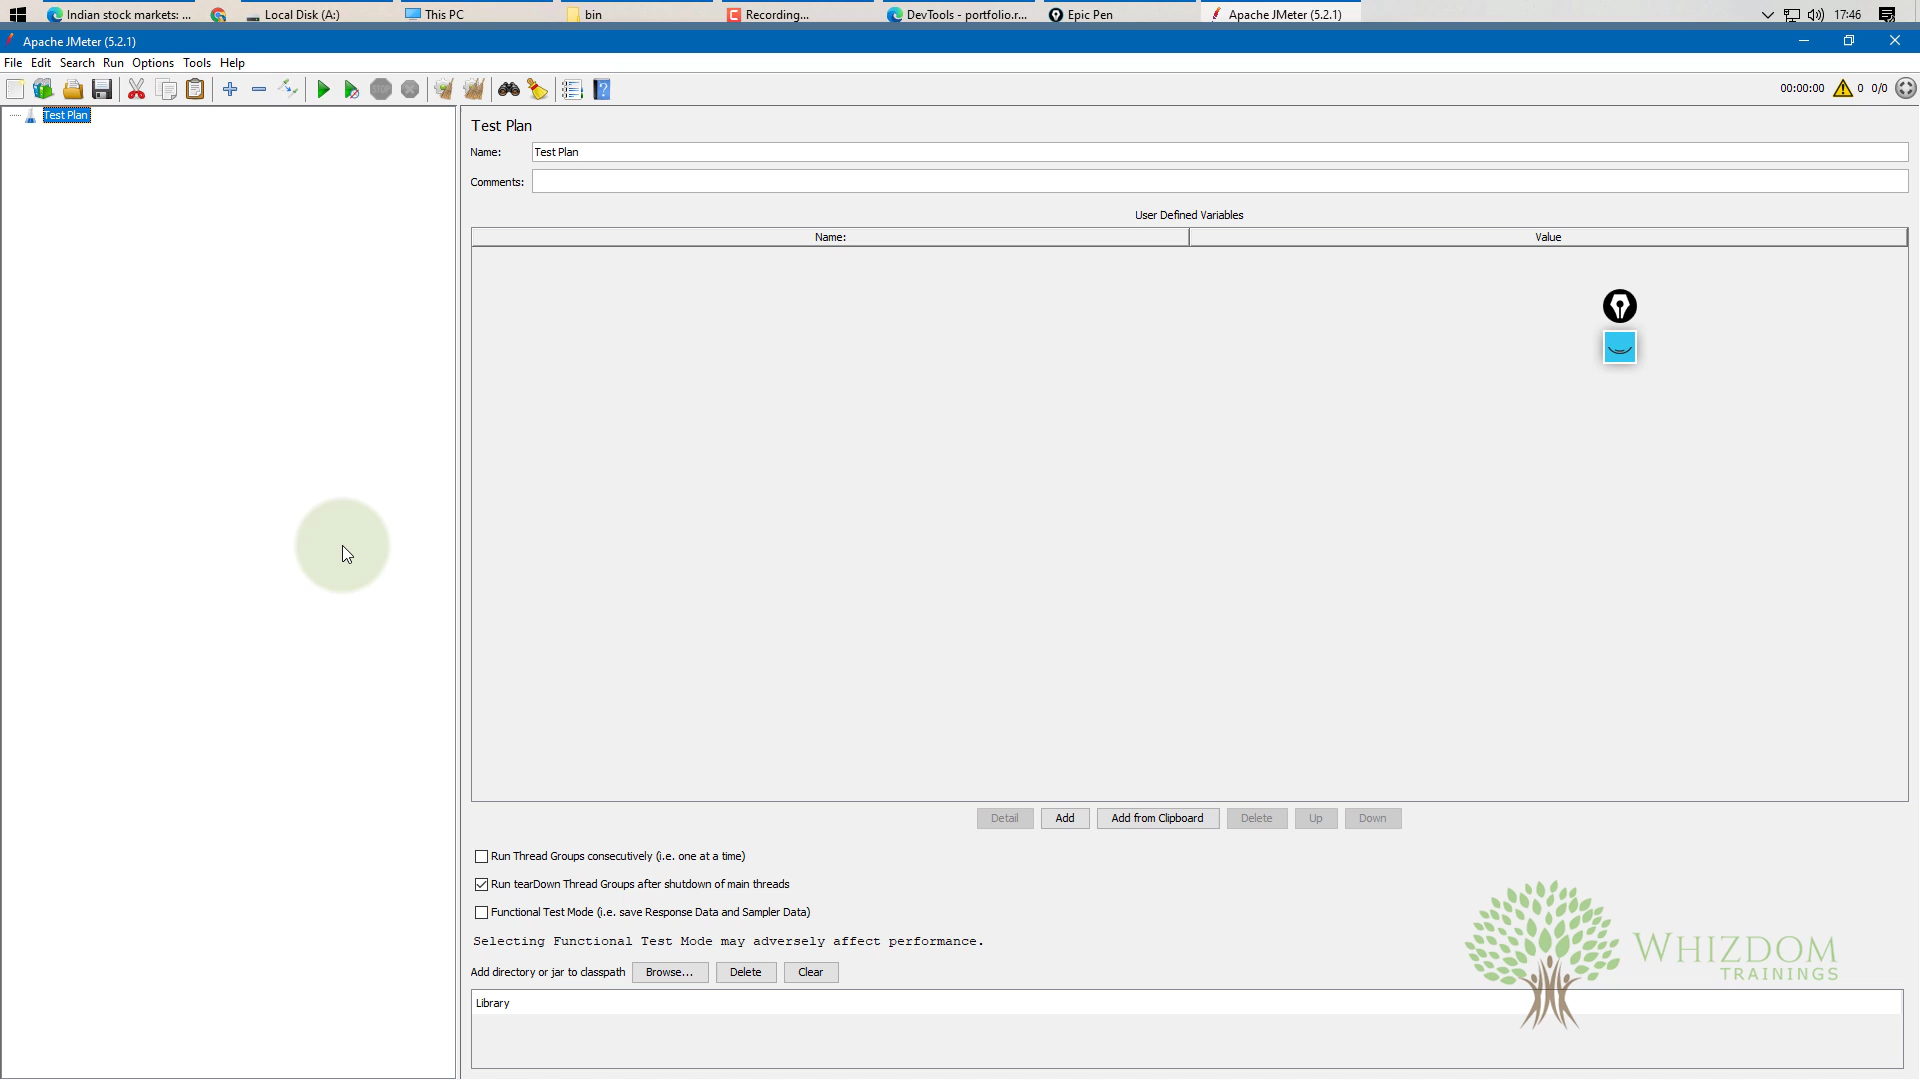 Indian stock markets: ...
Local Disk (A:)
This PC
bin
Recording...
DevTools - portfolio.r...
Epic Pen
Apache JMeter (5.2.1)
17:46
Apache JMeter (5.2.1)
File Edit Search Run Options Tools Help
STOP
00:00:00 0 0/0
Test Plan
Test Plan
Name: Test Plan
Comments:
User Defined Variables
Name: Value
Detail Add Add from Clipboard Delete Up Down
Run Thread Groups consecutively (i.e. one at a time)
Run tearDown Thread Groups after shutdown of main threads
Functional Test Mode (i.e. save Response Data and Sampler Data)
Selecting Functional Test Mode may adversely affect performance.
Add directory or jar to classpath Browse... Delete Clear
Library
WHIZDOM
TRAININGS